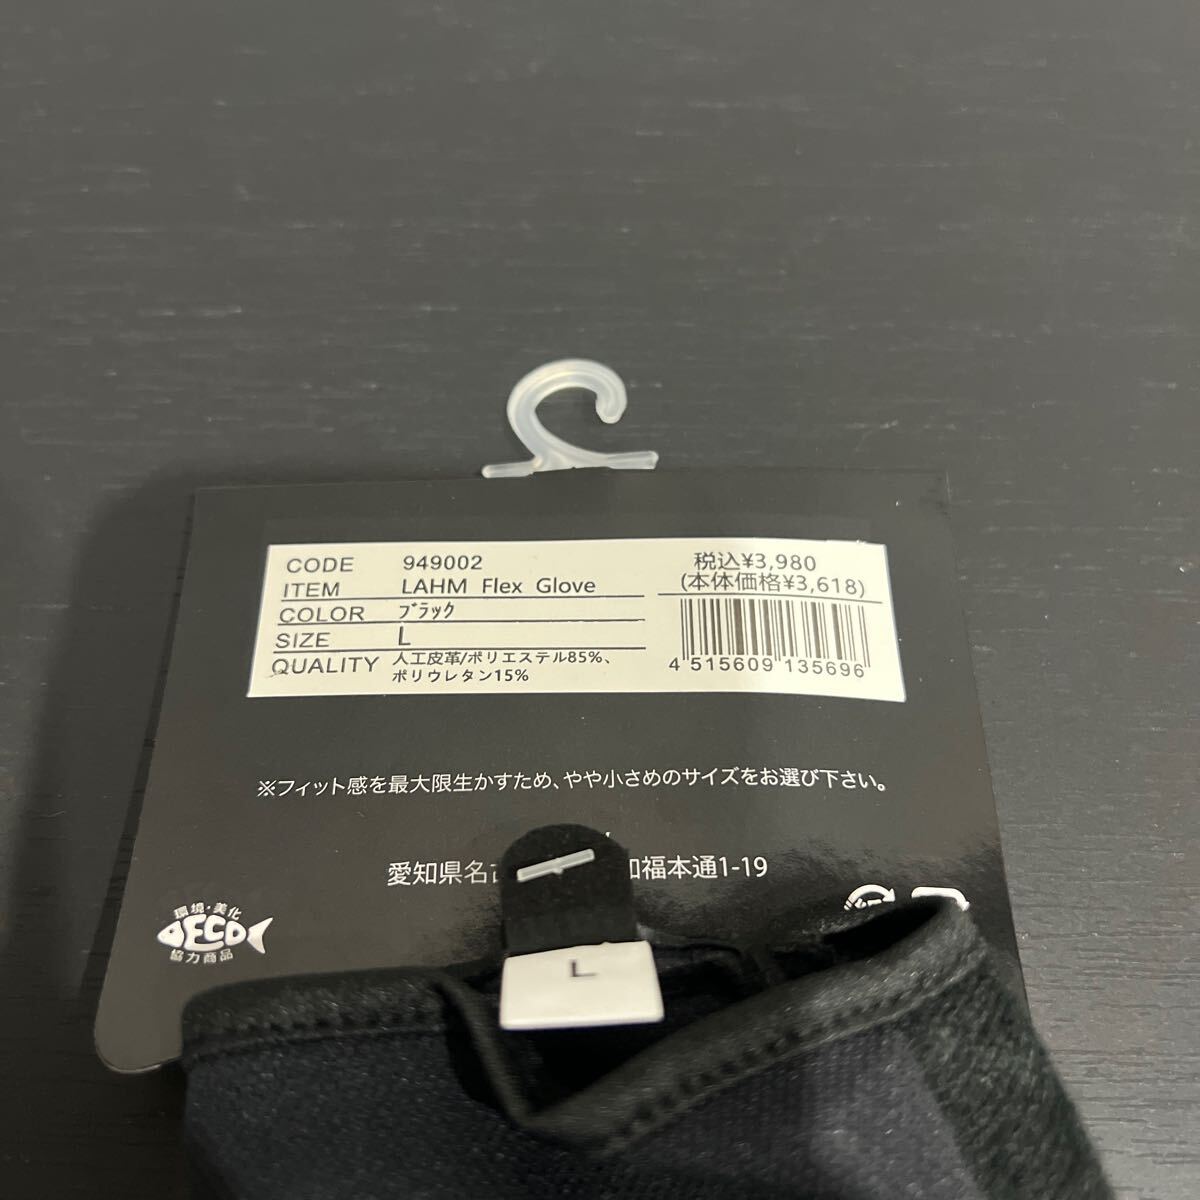 CODE 949002
ITEM LAHM Flex Glove
COLOR ブラック
SIZE L
QUALITY 人工皮革/ポリエステル85%、
ポリウレタン15%
税込¥3,980
(本体価格¥3,618)
4 515609 135696
※フィット感を最大限生かすため、やや小さめのサイズをお選び下さい。
愛知県名古 和福本通1-19
環境・美化
ECO
協力商品
L